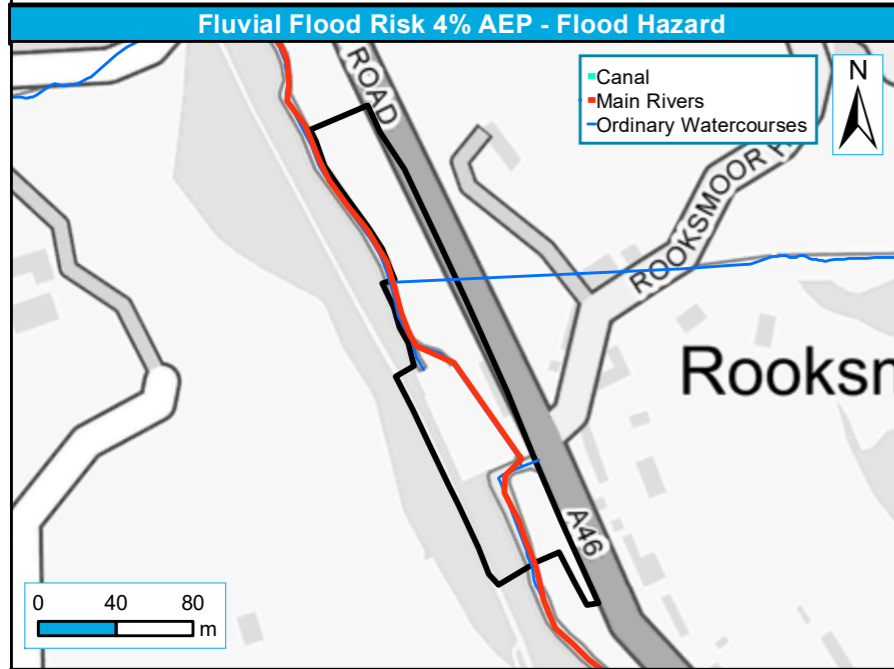 Fluvial Flood Risk 4% AEP - Flood Hazard
ROAD
Canal
Main Rivers
Ordinary Watercourses
N
ROOKSMOOR H
Rooksm
A46
0 40 80
m